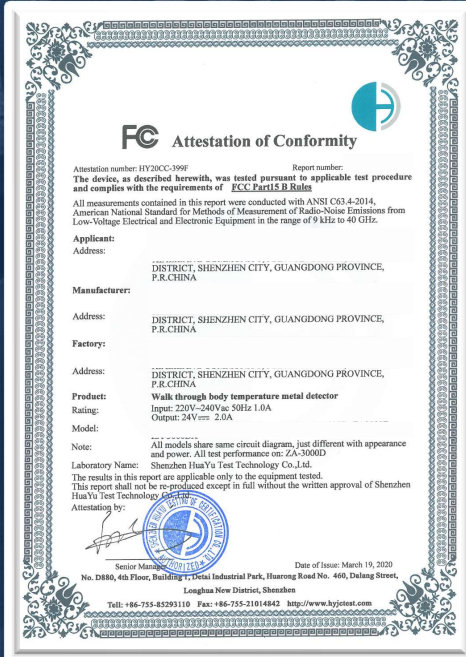 FC Attestation of Conformity
Attestation number: HY20CC-399F Report number:
The device, as described herewith, was tested pursuant to applicable test procedure
and complies with the requirements of FCC Part15 B Rules
All measurements contained in this report were conducted with ANSI C63.4-2014,
American National Standard for Methods of Measurement of Radio-Noise Emissions from
Low-Voltage Electrical and Electronic Equipment in the range of 9 kHz to 40 GHz.
Applicant:
Address:
DISTRICT, SHENZHEN CITY, GUANGDONG PROVINCE,
P.R.CHINA
Manufacturer:
Address:
DISTRICT, SHENZHEN CITY, GUANGDONG PROVINCE,
P.R.CHINA
Factory:
Address:
DISTRICT, SHENZHEN CITY, GUANGDONG PROVINCE,
P.R.CHINA
Product: Walk through body temperature metal detector
Rating: Input: 220V~240Vac 50Hz 1.0A
Output: 24V⎓ 2.0A
Model:
Note: All models share same circuit diagram, just different with appearance
and power. All test performance on: ZA-3000D
Laboratory Name: Shenzhen HuaYu Test Technology Co.,Ltd.
The results in this report are applicable only to the equipment tested.
This report shall not be re-produced except in full without the written approval of Shenzhen
HuaYu Test Technology Co.,Ltd.
Attestation by:
AUTHORIZED
Senior Manager Date of Issue: March 19, 2020
No. D880, 4th Floor, Building 1, Detai Industrial Park, Huarong Road No. 460, Dalang Street,
Longhua New District, Shenzhen
Tell: +86-755-85293110 Fax: +86-755-21014842 http://www.hyjctest.com